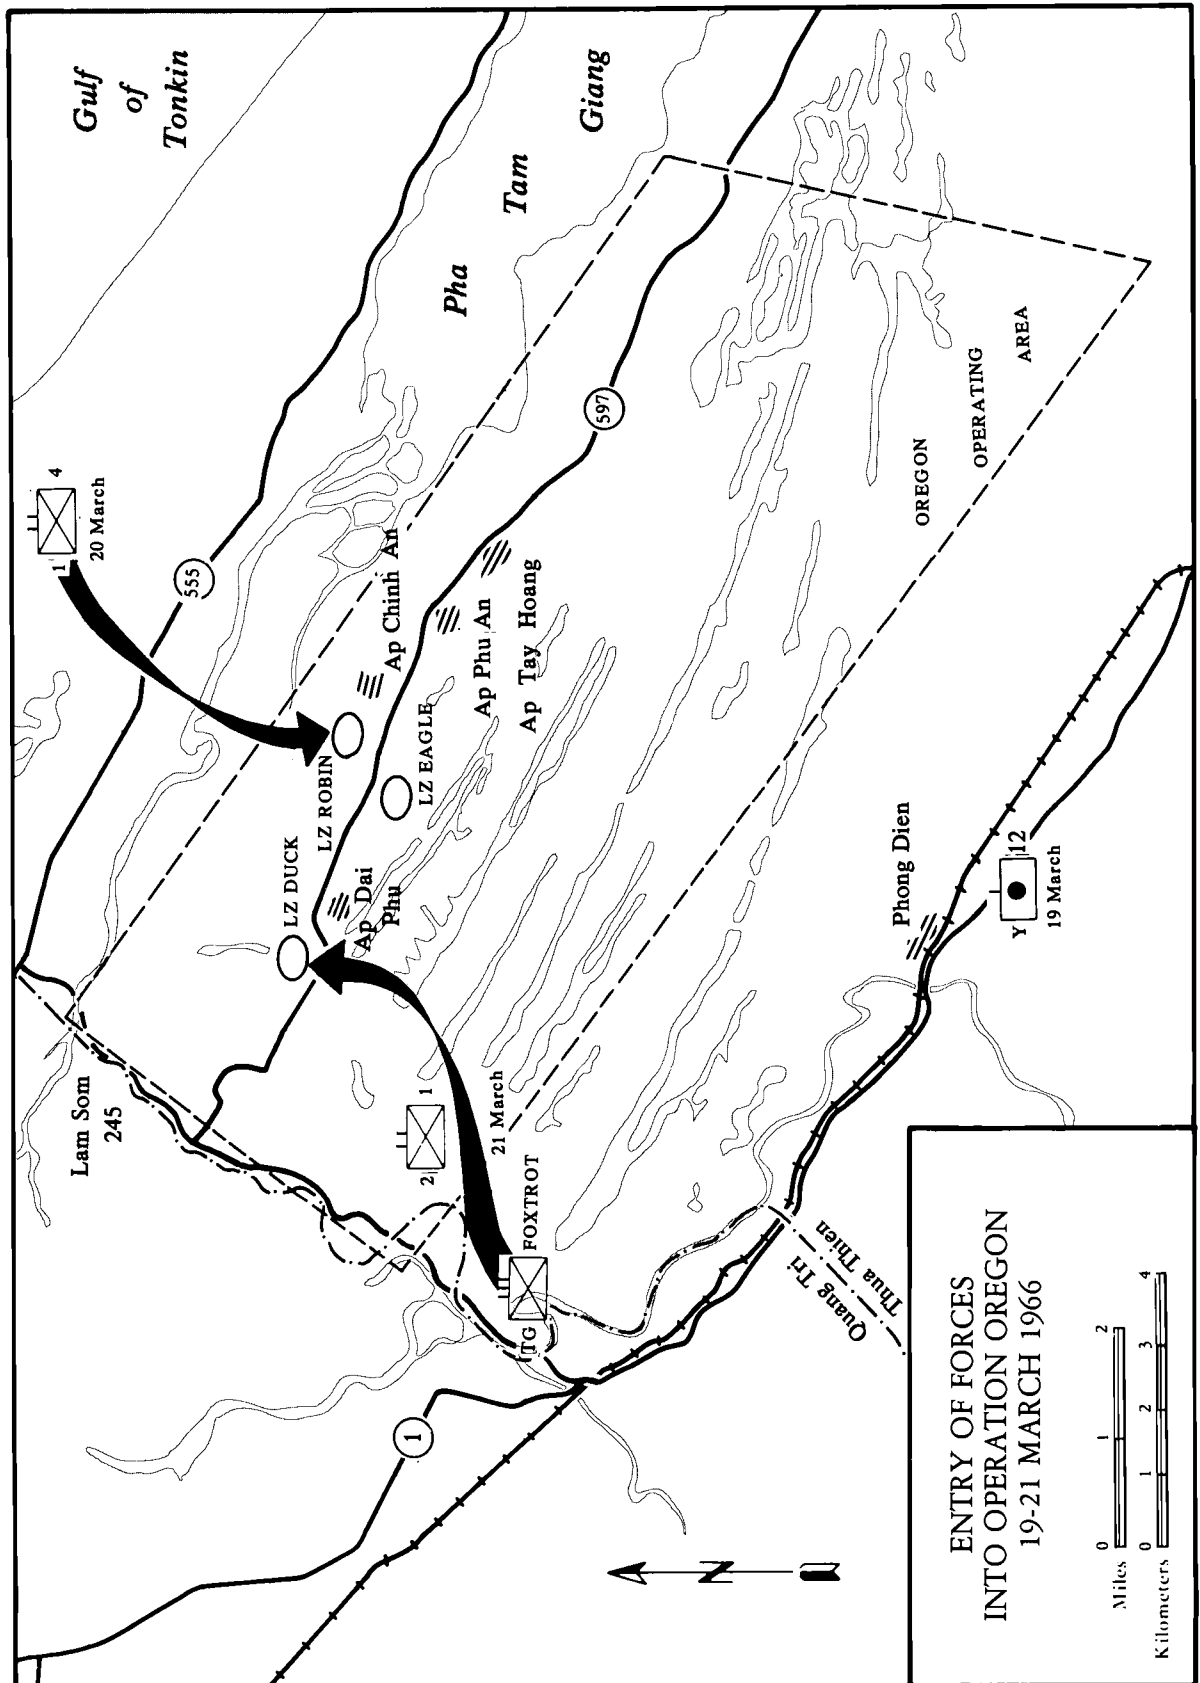 Gulf
of
Tonkin
Pha
Tam
Giang
1
4
20 March
555
597
Ap Chinh An
Ap Phu An
Ap Tay Hoang
LZ ROBIN
LZ EAGLE
LZ DUCK
Ap Dai
Phu
OREGON
OPERATING
AREA
Lam Som
245
2
1
21 March
TG
FOXTROT
Phong Dien
Y
12
19 March
Quang Tri
Thua Thien
1
N
ENTRY OF FORCES
INTO OPERATION OREGON
19-21 MARCH 1966
0 1 2
Miles
0 1 2 3 4
Kilometers